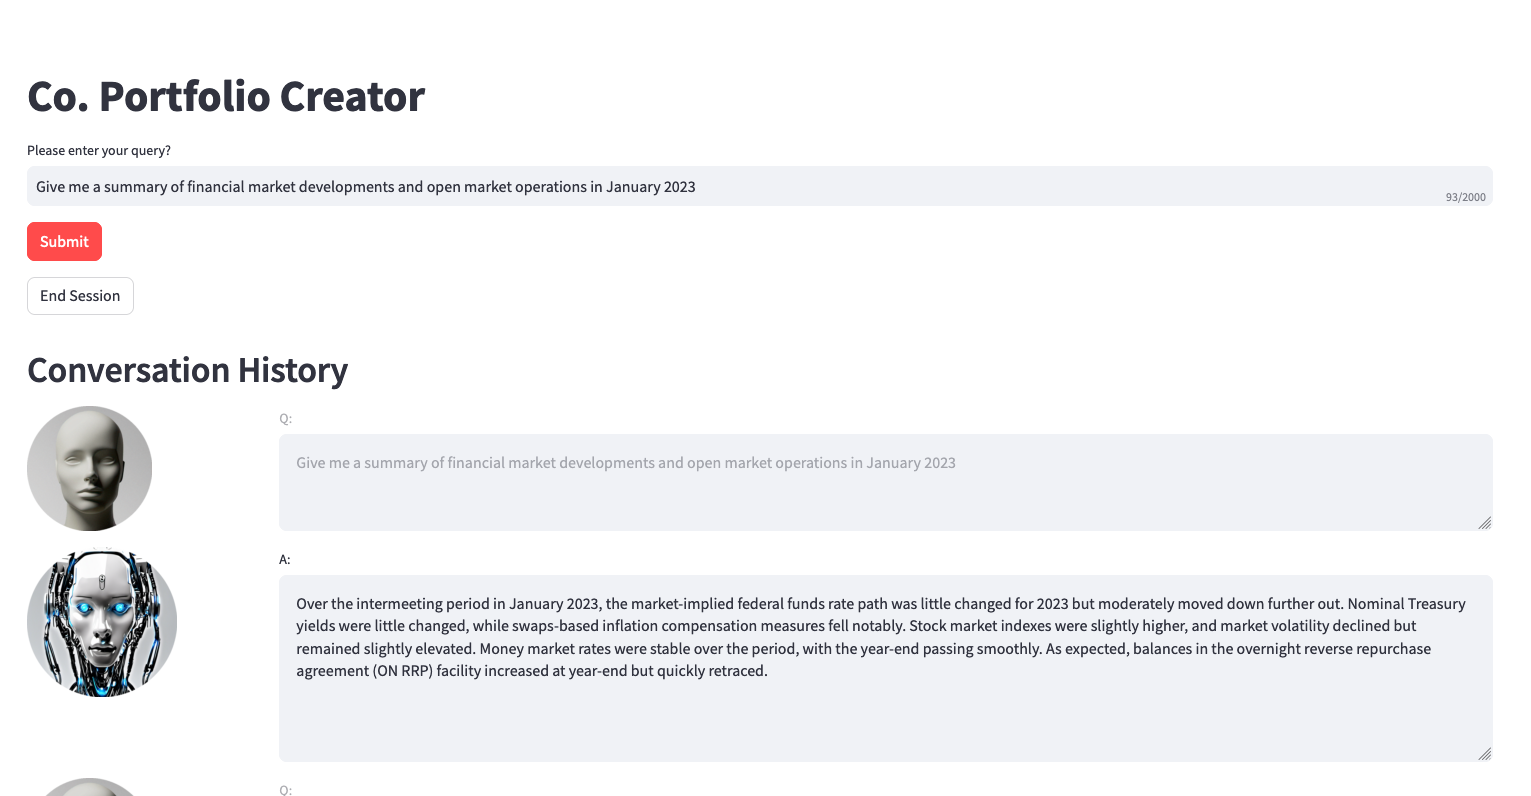 Co. Portfolio Creator
Please enter your query?
Give me a summary of financial market developments and open market operations in January 2023
93/2000
Submit
End Session
Conversation History
Q:
Give me a summary of financial market developments and open market operations in January 2023
A:
Over the intermeeting period in January 2023, the market-implied federal funds rate path was little changed for 2023 but moderately moved down further out. Nominal Treasury
yields were little changed, while swaps-based inflation compensation measures fell notably. Stock market indexes were slightly higher, and market volatility declined but
remained slightly elevated. Money market rates were stable over the period, with the year-end passing smoothly. As expected, balances in the overnight reverse repurchase
agreement (ON RRP) facility increased at year-end but quickly retraced.
Q: